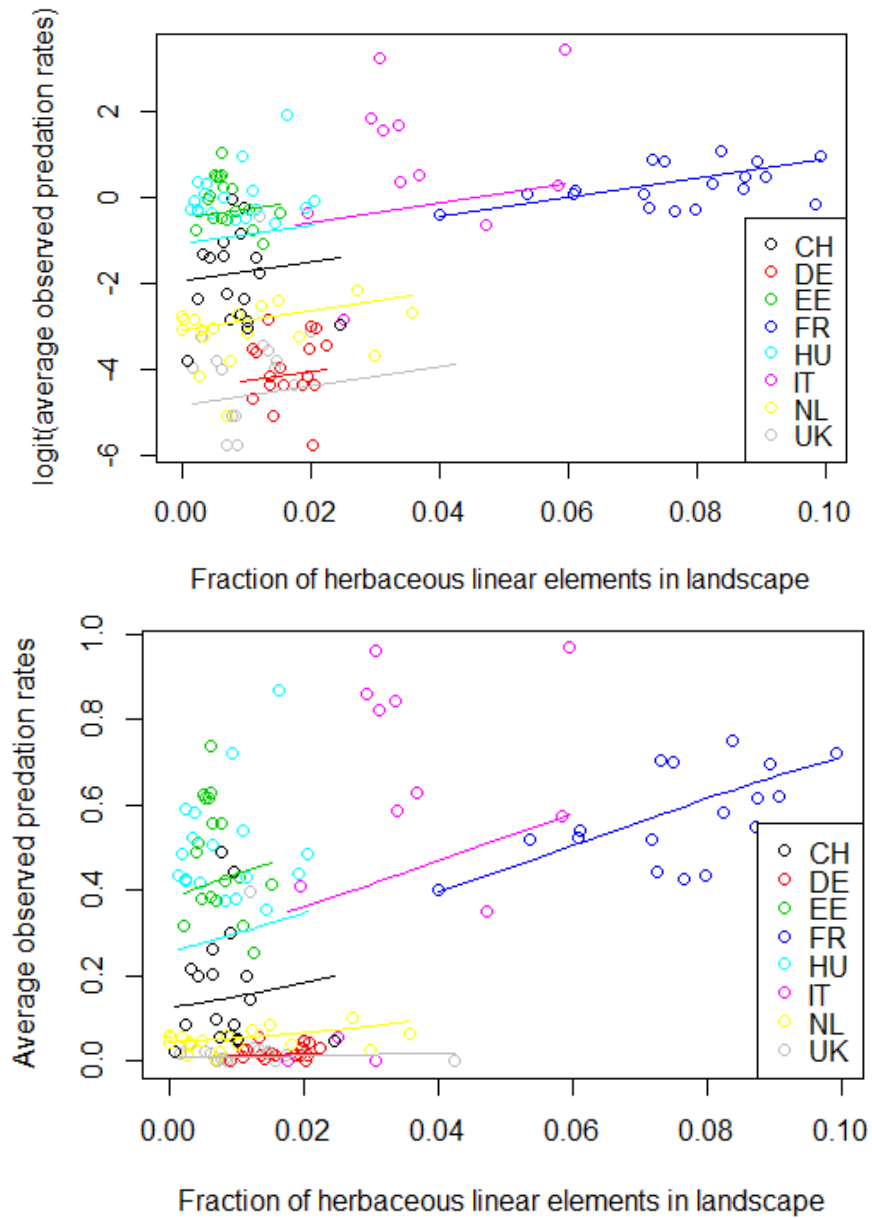 logit(average observed predation rates)
2
0
-2
-4
-6
CH
DE
EE
FR
HU
IT
NL
UK
0.00 0.02 0.04 0.06 0.08 0.10
Fraction of herbaceous linear elements in landscape
Average observed predation rates
1.0
0.8
0.6
0.4
0.2
0.0
CH
DE
EE
FR
HU
IT
NL
UK
0.00 0.02 0.04 0.06 0.08 0.10
Fraction of herbaceous linear elements in landscape